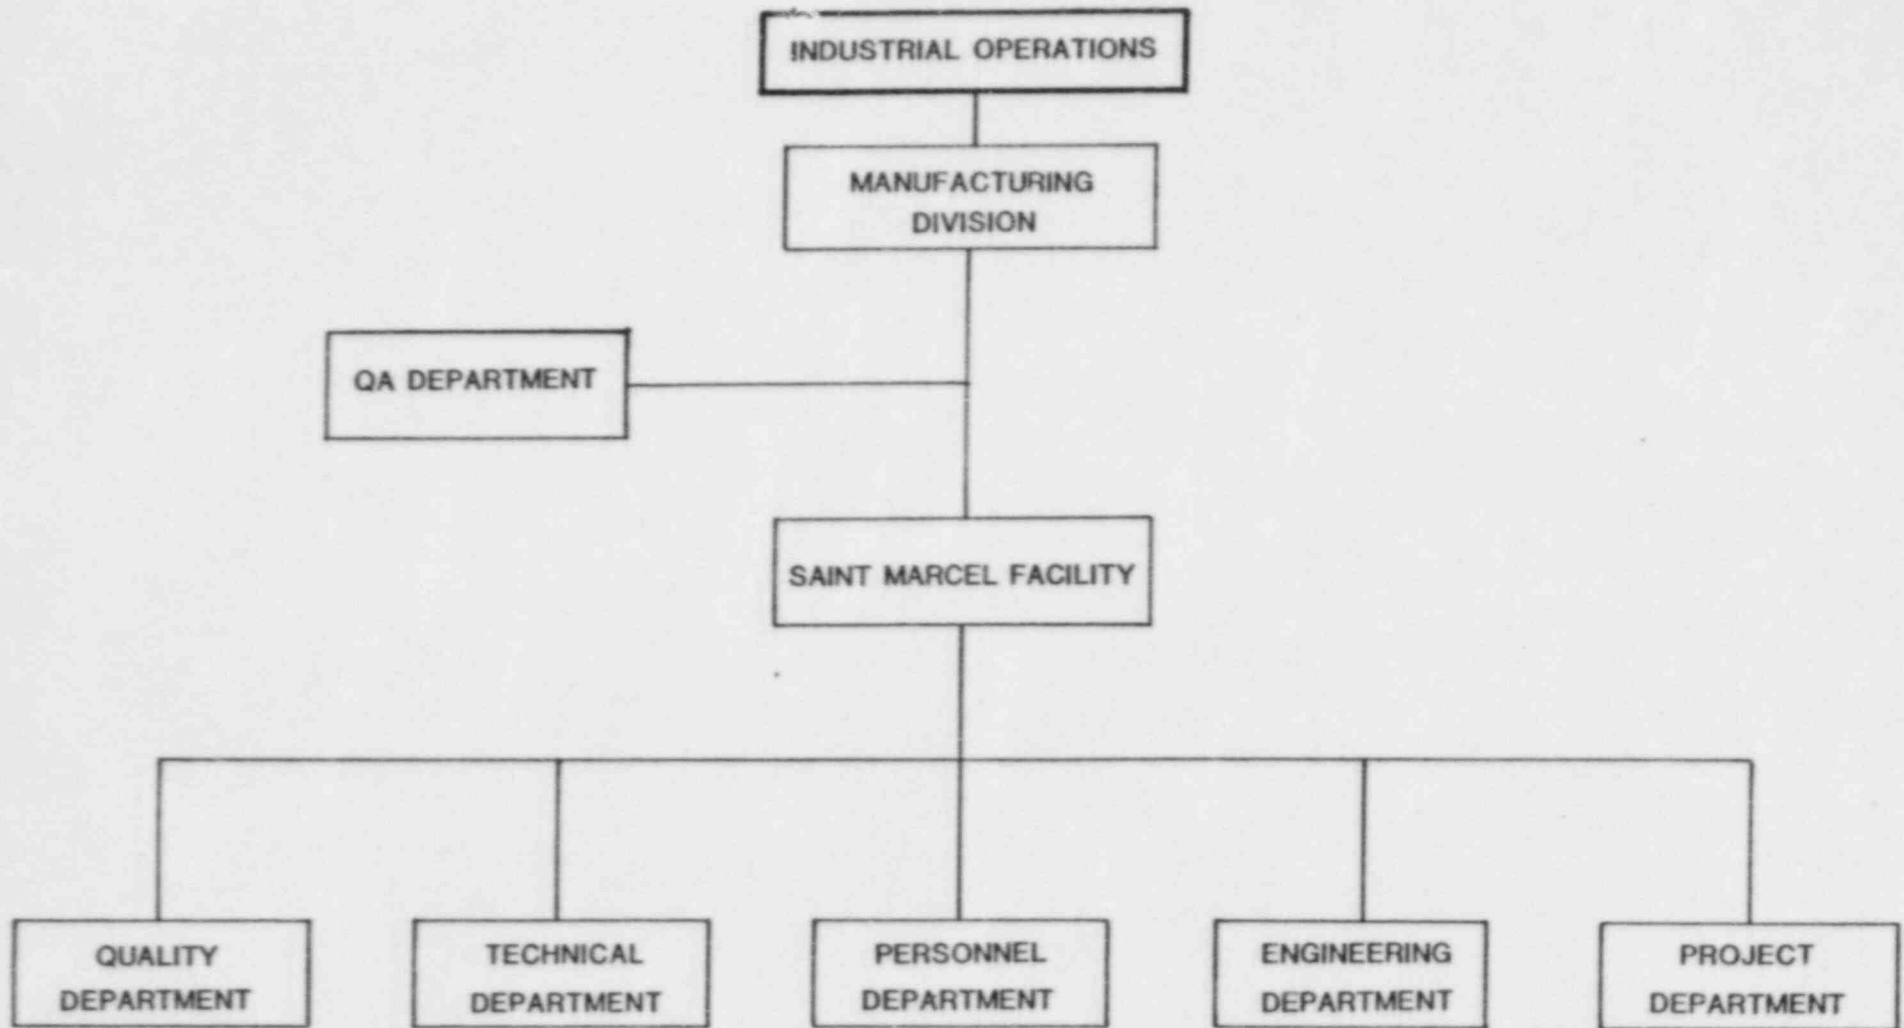 INDUSTRIAL OPERATIONS
MANUFACTURING
DIVISION
QA DEPARTMENT
SAINT MARCEL FACILITY
QUALITY
DEPARTMENT
TECHNICAL
DEPARTMENT
PERSONNEL
DEPARTMENT
ENGINEERING
DEPARTMENT
PROJECT
DEPARTMENT